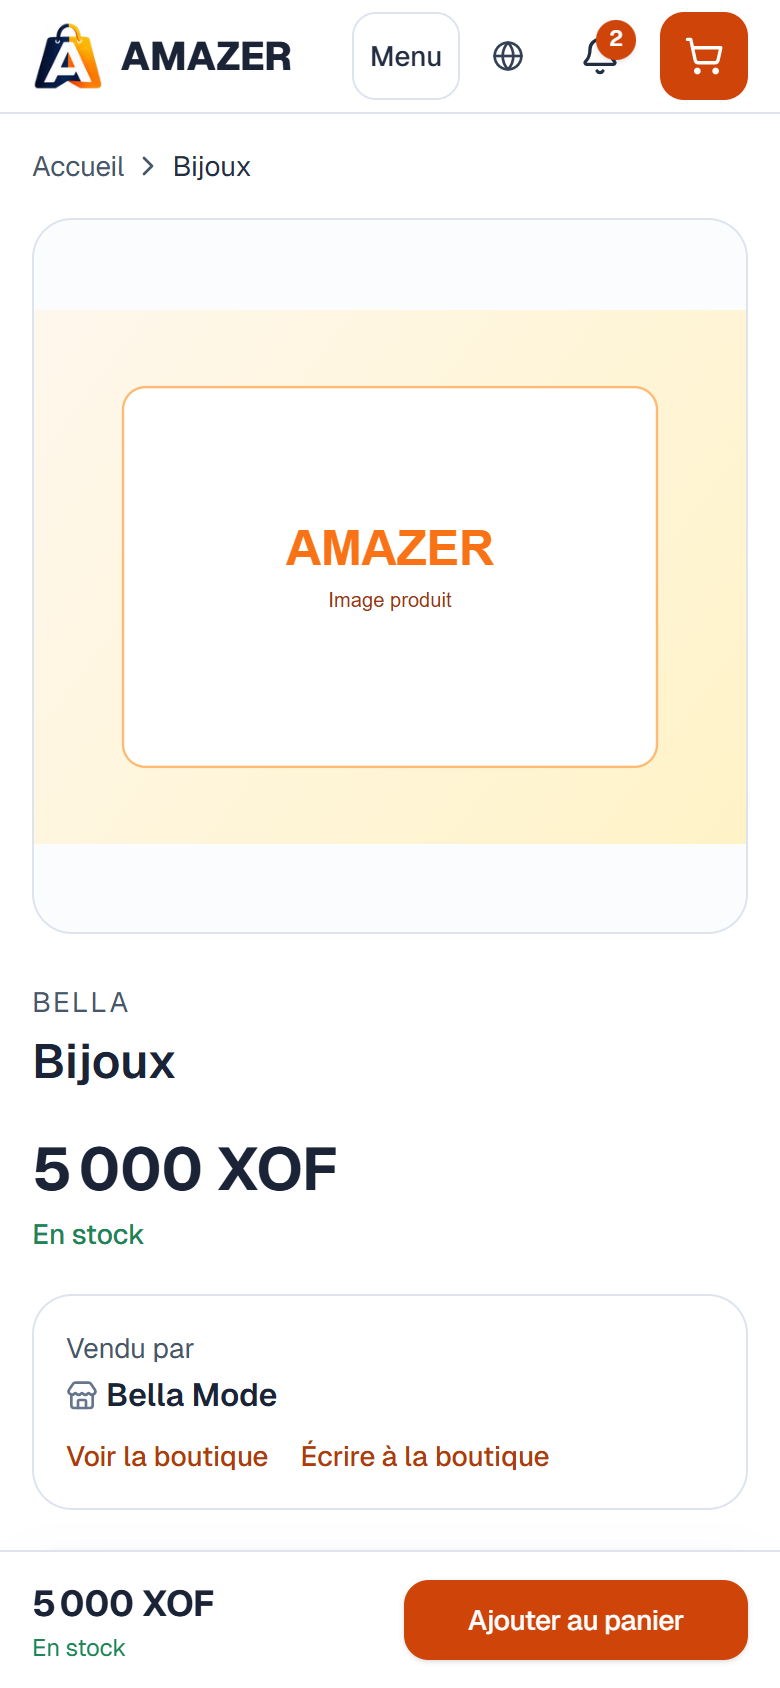 AMAZER
Menu
2
Accueil > Bijoux
AMAZER
Image produit
BELLA
Bijoux
5 000 XOF
En stock
Vendu par
Bella Mode
Voir la boutique Écrire à la boutique
5 000 XOF
Ajouter au panier
En stock